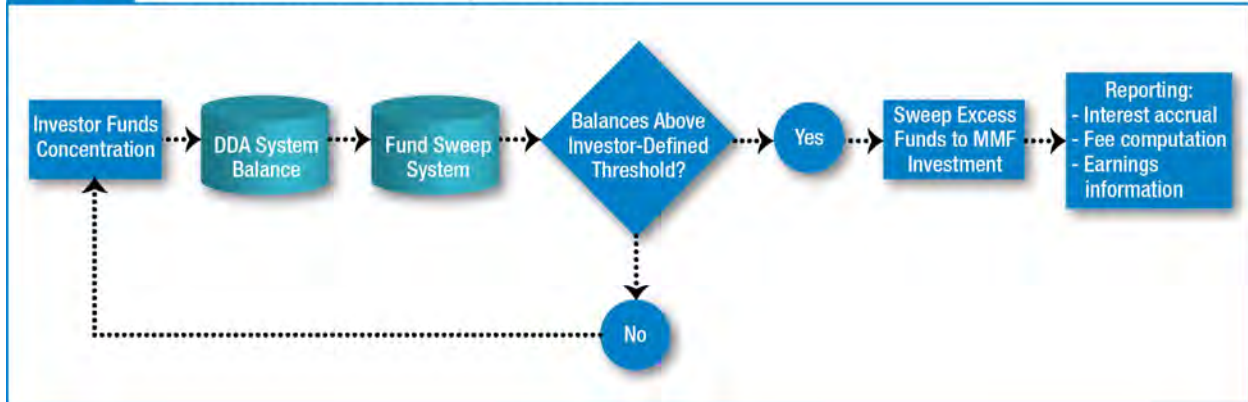 Investor Funds
Concentration
DDA System
Balance
Fund Sweep
System
Balances Above
Investor-Defined
Threshold?
Yes
Sweep Excess
Funds to MMF
Investment
Reporting:
- Interest accrual
- Fee computation
- Earnings
information
No